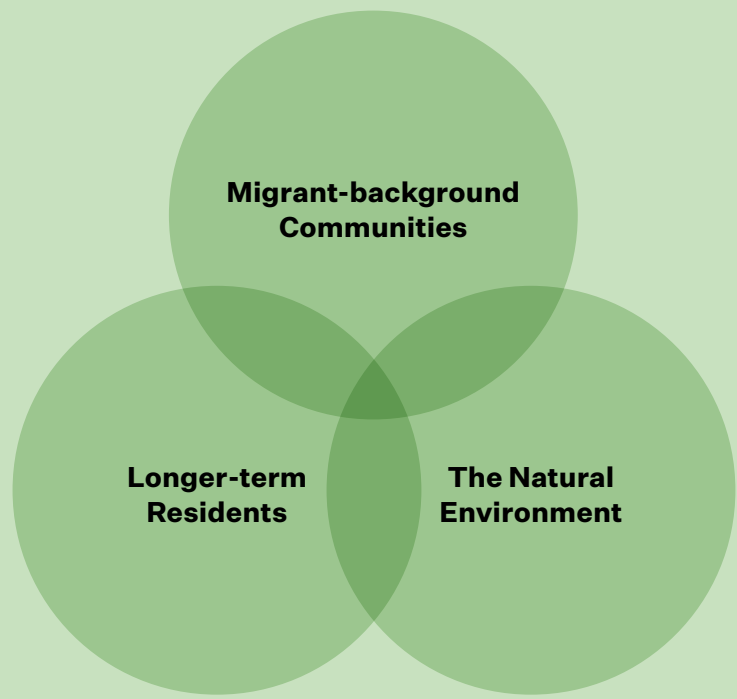 Migrant-background
Communities
Longer-term
Residents
The Natural
Environment